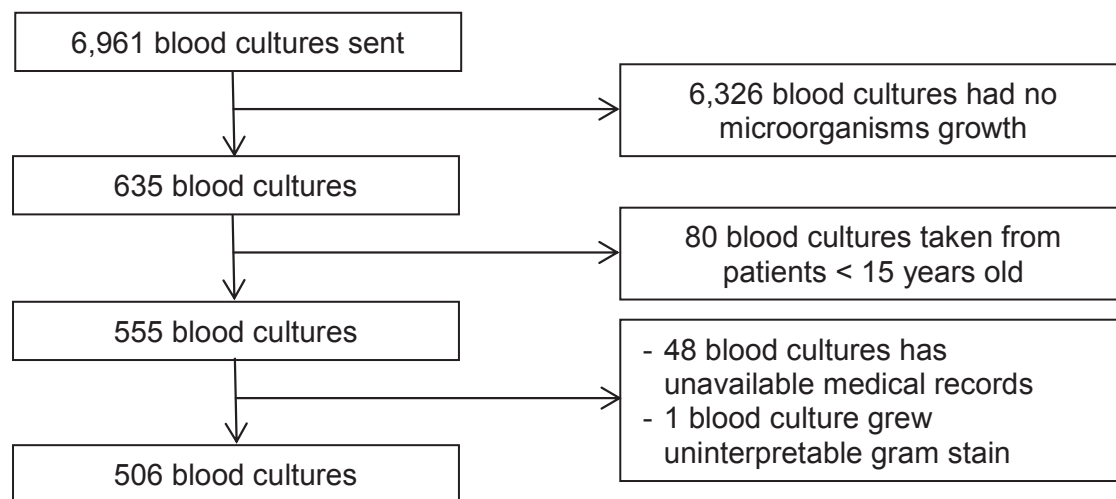 6,961 blood cultures sent
6,326 blood cultures had no
microorganisms growth
635 blood cultures
80 blood cultures taken from
patients < 15 years old
555 blood cultures
- 48 blood cultures has
unavailable medical records
- 1 blood culture grew
uninterpretable gram stain
506 blood cultures